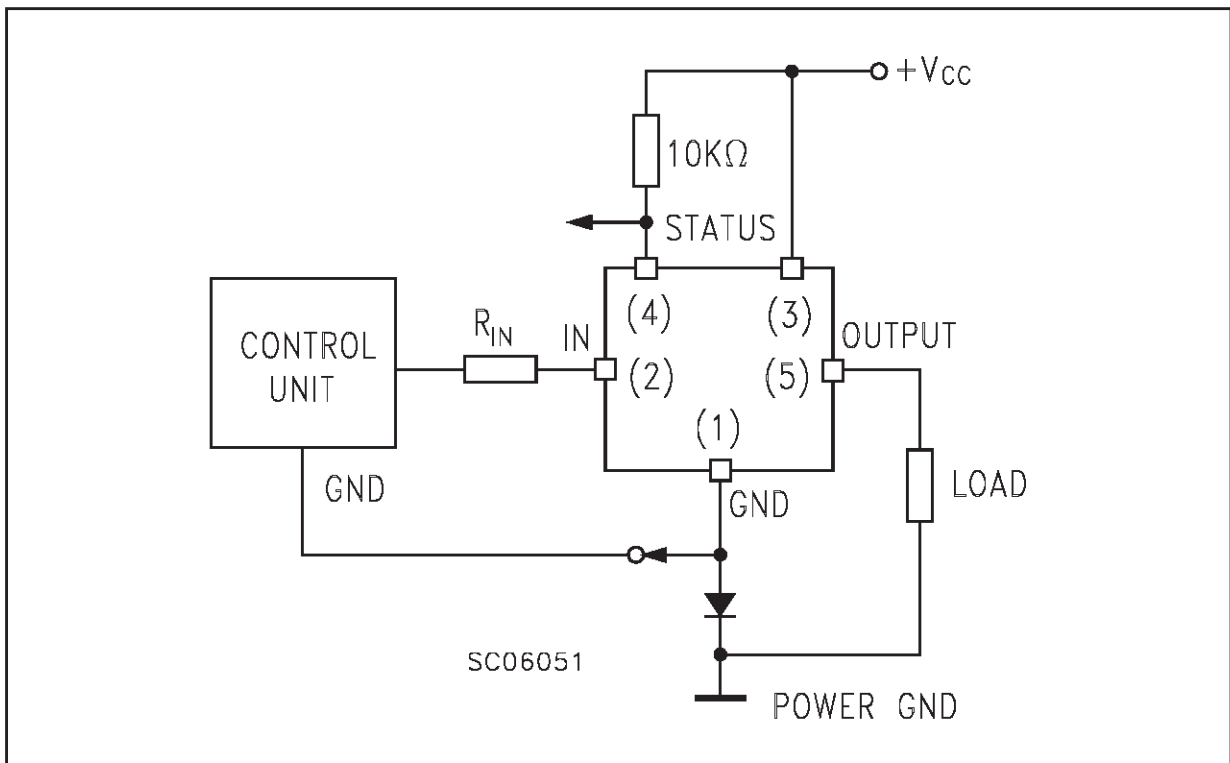 +VCC
10KΩ
STATUS
(4)
(3)
RIN
IN
OUTPUT
CONTROL
UNIT
(2)
(5)
(1)
GND
GND
LOAD
SC06051
POWER GND